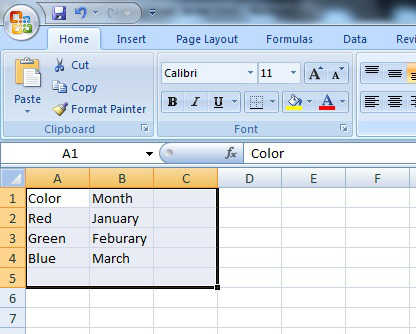 Home Insert Page Layout Formulas Data Revi
Cut
Copy
Format Painter
Paste
Calibri 11 A A
B I U A
Clipboard Font
A1 fx Color
A B C D E F
1 Color Month
2 Red January
3 Green Feburary
4 Blue March
5
6
7